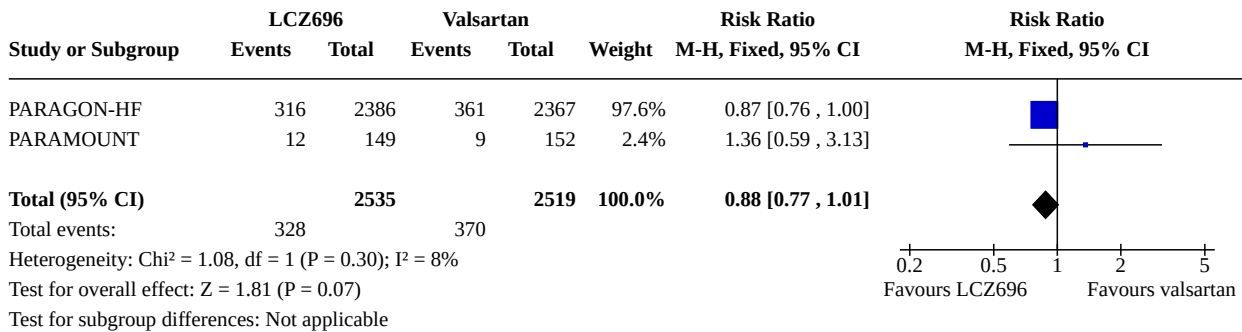 LCZ696 Valsartan Risk Ratio Risk Ratio
Study or Subgroup Events Total Events Total Weight M-H, Fixed, 95% CI M-H, Fixed, 95% CI
PARAGON-HF 316 2386 361 2367 97.6% 0.87 [0.76 , 1.00]
PARAMOUNT 12 149 9 152 2.4% 1.36 [0.59 , 3.13]
Total (95% CI) 2535 2519 100.0% 0.88 [0.77 , 1.01]
Total events: 328 370
Heterogeneity: Chi² = 1.08, df = 1 (P = 0.30); I² = 8%
0.2 0.5 1 2 5
Test for overall effect: Z = 1.81 (P = 0.07)
Favours LCZ696 Favours valsartan
Test for subgroup differences: Not applicable